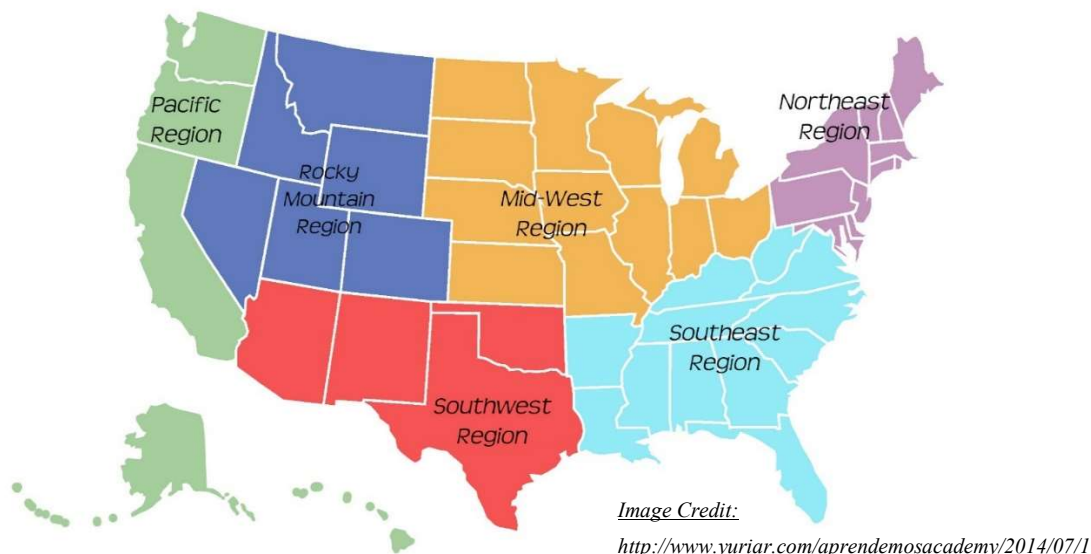 Pacific
Region
Rocky
Mountain
Region
Mid-West
Region
Northeast
Region
Southeast
Region
Southwest
Region
Image Credit:
http://www.yuriar.com/aprendemosacademy/2014/07/1